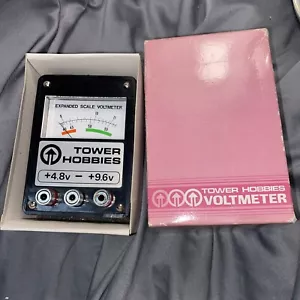 EXPANDED SCALE VOLTMETER
TOWER
HOBBIES
+4.8v – +9.6v
TOWER HOBBIES
VOLTMETER